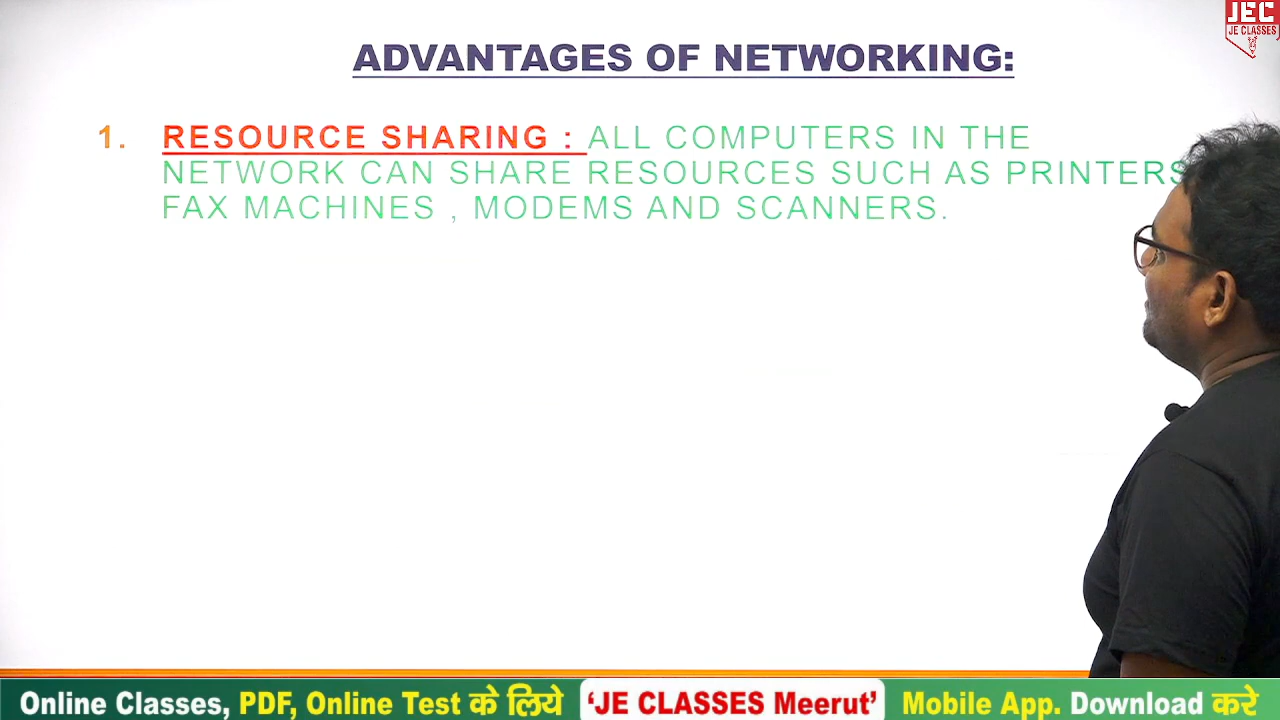 JEC
JE CLASSES
ADVANTAGES OF NETWORKING:
1. RESOURCE SHARING : ALL COMPUTERS IN THE
NETWORK CAN SHARE RESOURCES SUCH AS PRINTERS
FAX MACHINES , MODEMS AND SCANNERS.
Online Classes, PDF, Online Test के लिये 'JE CLASSES Meerut' Mobile App. Download करे